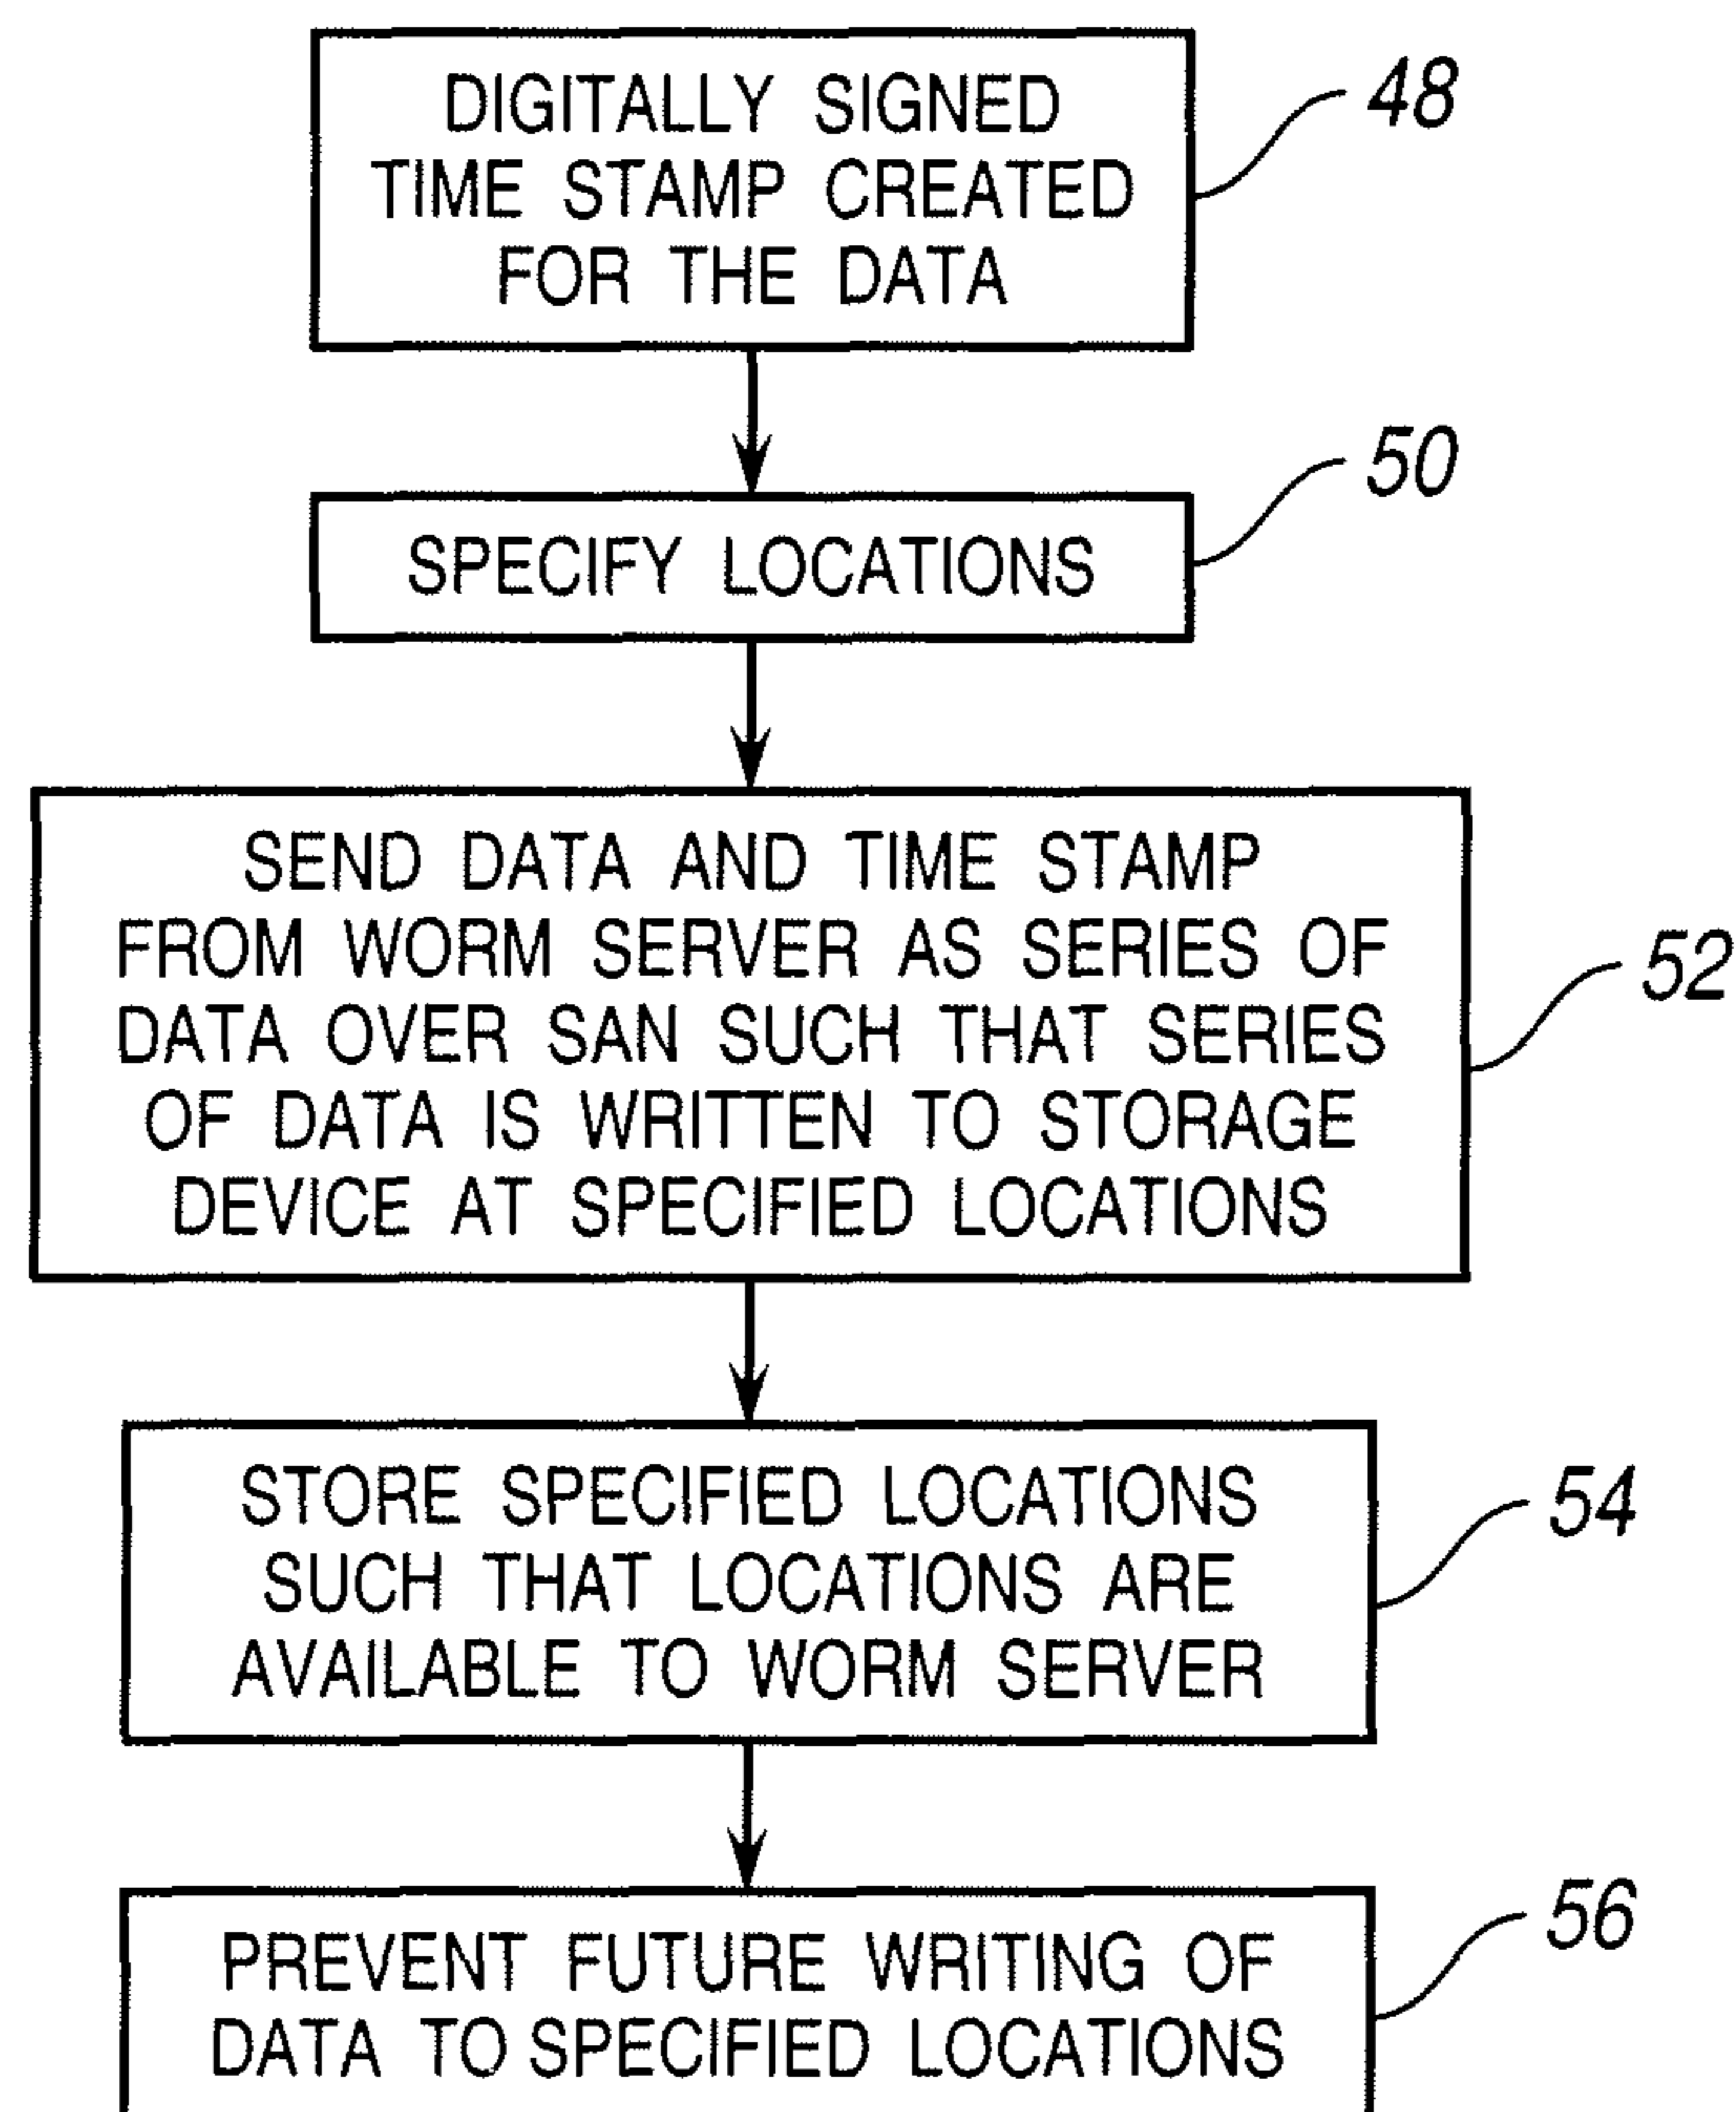 DIGITALLY SIGNED
TIME STAMP CREATED
FOR THE DATA
48
SPECIFY LOCATIONS
50
SEND DATA AND TIME STAMP
FROM WORM SERVER AS SERIES OF
DATA OVER SAN SUCH THAT SERIES
OF DATA IS WRITTEN TO STORAGE
DEVICE AT SPECIFIED LOCATIONS
52
STORE SPECIFIED LOCATIONS
SUCH THAT LOCATIONS ARE
AVAILABLE TO WORM SERVER
54
PREVENT FUTURE WRITING OF
DATA TO SPECIFIED LOCATIONS
56